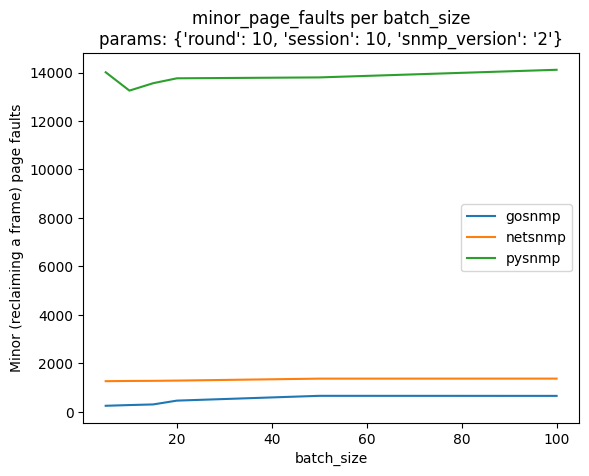 minor_page_faults per batch_size
params: {'round': 10, 'session': 10, 'snmp_version': '2'}
Minor (reclaiming a frame) page faults
14000
12000
10000
8000
6000
4000
2000
0
gosnmp
netsnmp
pysnmp
20
40
60
80
100
batch_size